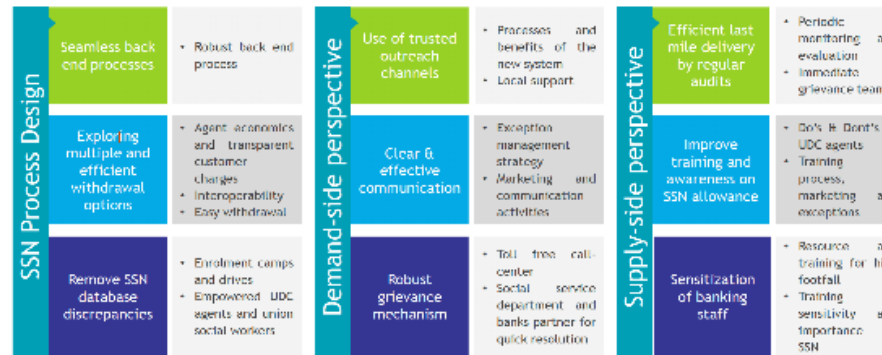 SSN Process Design
Seamless back
end processes
• Robust back end
process
Exploring
multiple and
efficient
withdrawal
options
• Agent economics
and transparent
customer
charges
• Interoperability
• Easy withdrawal
Remove SSN
database
discrepancies
• Enrolment camps
and drives
• Empowered UDC
agents and union
social workers
Demand-side perspective
Use of trusted
outreach
channels
• Processes and
benefits of the
new system
• Local support
Clear &
effective
communication
• Exception
management
strategy
• Marketing and
communication
activities
Robust
grievance
mechanism
• Toll free call-
center
• Social service
department and
banks partner for
quick resolution
Supply-side perspective
Efficient last
mile delivery
by regular
audits
• Periodic
monitoring
evaluation
• Immediate
grievance team
Improve
training and
awareness on
SSN allowance
• Do's & Dont's
UDC agents
• Training
process,
marketing
exceptions
Sensitization
of banking
staff
• Resource
training for
footfall
• Training
sensitivity
importance
SSN